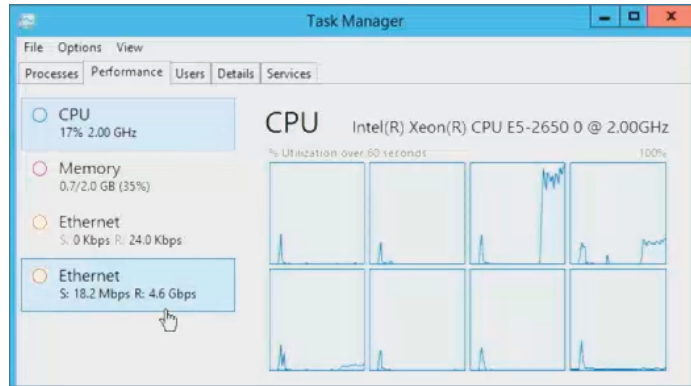 Task Manager
File Options View
Processes Performance Users Details Services
CPU
17% 2.00 GHz
Memory
0.7/2.0 GB (35%)
Ethernet
S: 0 Kbps R: 24.0 Kbps
Ethernet
S: 18.2 Mbps R: 4.6 Gbps
CPU Intel(R) Xeon(R) CPU E5-2650 0 @ 2.00GHz
% Utilization over 60 seconds 100%